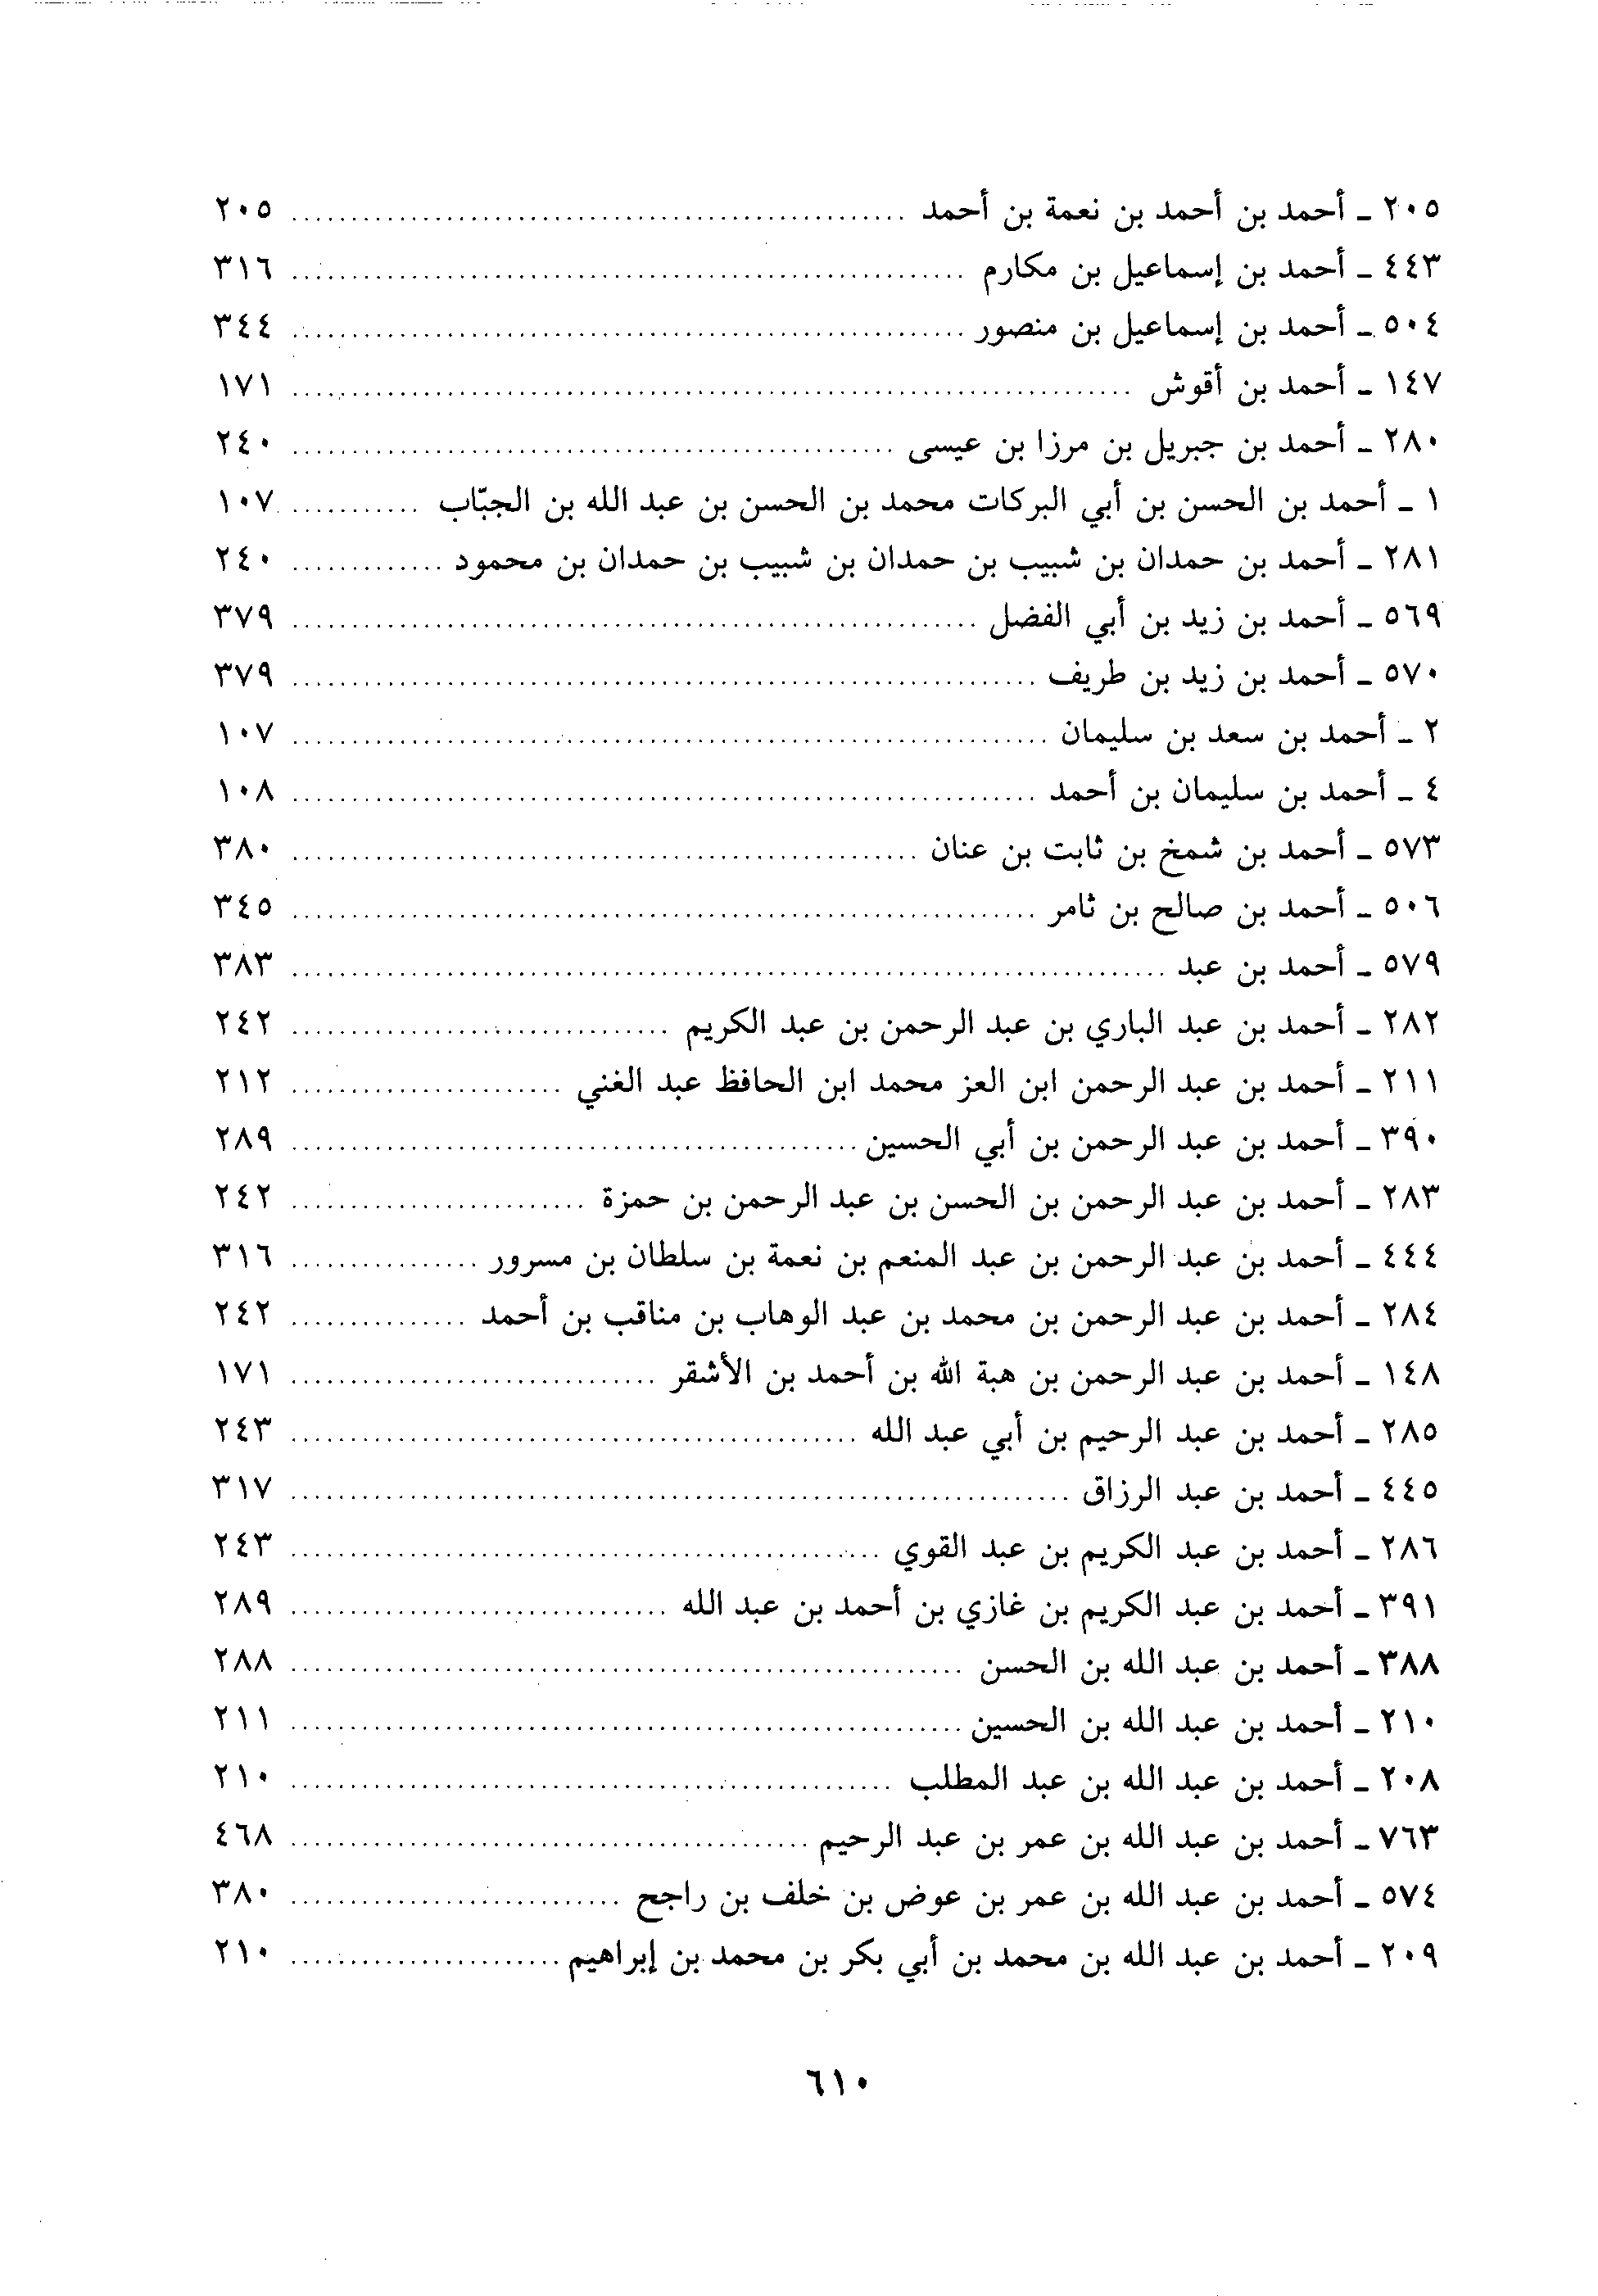 ٢٠٥ ـ أحمد بن أحمد بن نعمة بن أحمد ........ ٢٠٥
٤٤٣ ـ أحمد بن إسماعيل بن مكارم ........ ٣١٦
٥٠٤ ـ أحمد بن إسماعيل بن منصور ........ ٣٤٤
١٤٧ ـ أحمد بن أقوش ........ ١٧١
٢٨٠ ـ أحمد بن جبريل بن مرزا بن عيسى ........ ٢٤٠
١ ـ أحمد بن الحسن بن أبي البركات محمد بن الحسن بن عبد الله بن الجبّاب ........ ١٠٧
٢٨١ ـ أحمد بن حمدان بن شبيب بن حمدان بن شبيب بن حمدان بن محمود ........ ٢٤٠
٥٦٩ ـ أحمد بن زيد بن أبي الفضل ........ ٣٧٩
٥٧٠ ـ أحمد بن زيد بن طريف ........ ٣٧٩
٢ ـ أحمد بن سعد بن سليمان ........ ١٠٧
٤ ـ أحمد بن سليمان بن أحمد ........ ١٠٨
٥٧٣ ـ أحمد بن شمخ بن ثابت بن عنان ........ ٣٨٠
٥٠٦ ـ أحمد بن صالح بن ثامر ........ ٣٤٥
٥٧٩ ـ أحمد بن عبد ........ ٣٨٣
٢٨٢ ـ أحمد بن عبد الباري بن عبد الرحمن بن عبد الكريم ........ ٢٤٢
٢١١ ـ أحمد بن عبد الرحمن ابن العز محمد ابن الحافظ عبد الغني ........ ٢١٢
٣٩٠ ـ أحمد بن عبد الرحمن بن أبي الحسين ........ ٢٨٩
٢٨٣ ـ أحمد بن عبد الرحمن بن الحسن بن عبد الرحمن بن حمزة ........ ٢٤٢
٤٤٤ ـ أحمد بن عبد الرحمن بن عبد المنعم بن نعمة بن سلطان بن مسرور ........ ٣١٦
٢٨٤ ـ أحمد بن عبد الرحمن بن محمد بن عبد الوهاب بن مناقب بن أحمد ........ ٢٤٢
١٤٨ ـ أحمد بن عبد الرحمن بن هبة الله بن أحمد بن الأشقر ........ ١٧١
٢٨٥ ـ أحمد بن عبد الرحيم بن أبي عبد الله ........ ٢٤٣
٤٤٥ ـ أحمد بن عبد الرزاق ........ ٣١٧
٢٨٦ ـ أحمد بن عبد الكريم بن عبد القوي ........ ٢٤٣
٣٩١ ـ أحمد بن عبد الكريم بن غازي بن أحمد بن عبد الله ........ ٢٨٩
٣٨٨ ـ أحمد بن عبد الله بن الحسن ........ ٢٨٨
٢١٠ ـ أحمد بن عبد الله بن الحسين ........ ٢١١
٢٠٨ ـ أحمد بن عبد الله بن عبد المطلب ........ ٢١٠
٧٦٣ ـ أحمد بن عبد الله بن عمر بن عبد الرحيم ........ ٤٦٨
٥٧٤ ـ أحمد بن عبد الله بن عمر بن عوض بن خلف بن راجح ........ ٣٨٠
٢٠٩ ـ أحمد بن عبد الله بن محمد بن أبي بكر بن محمد بن إبراهيم ........ ٢١٠
٦١٠